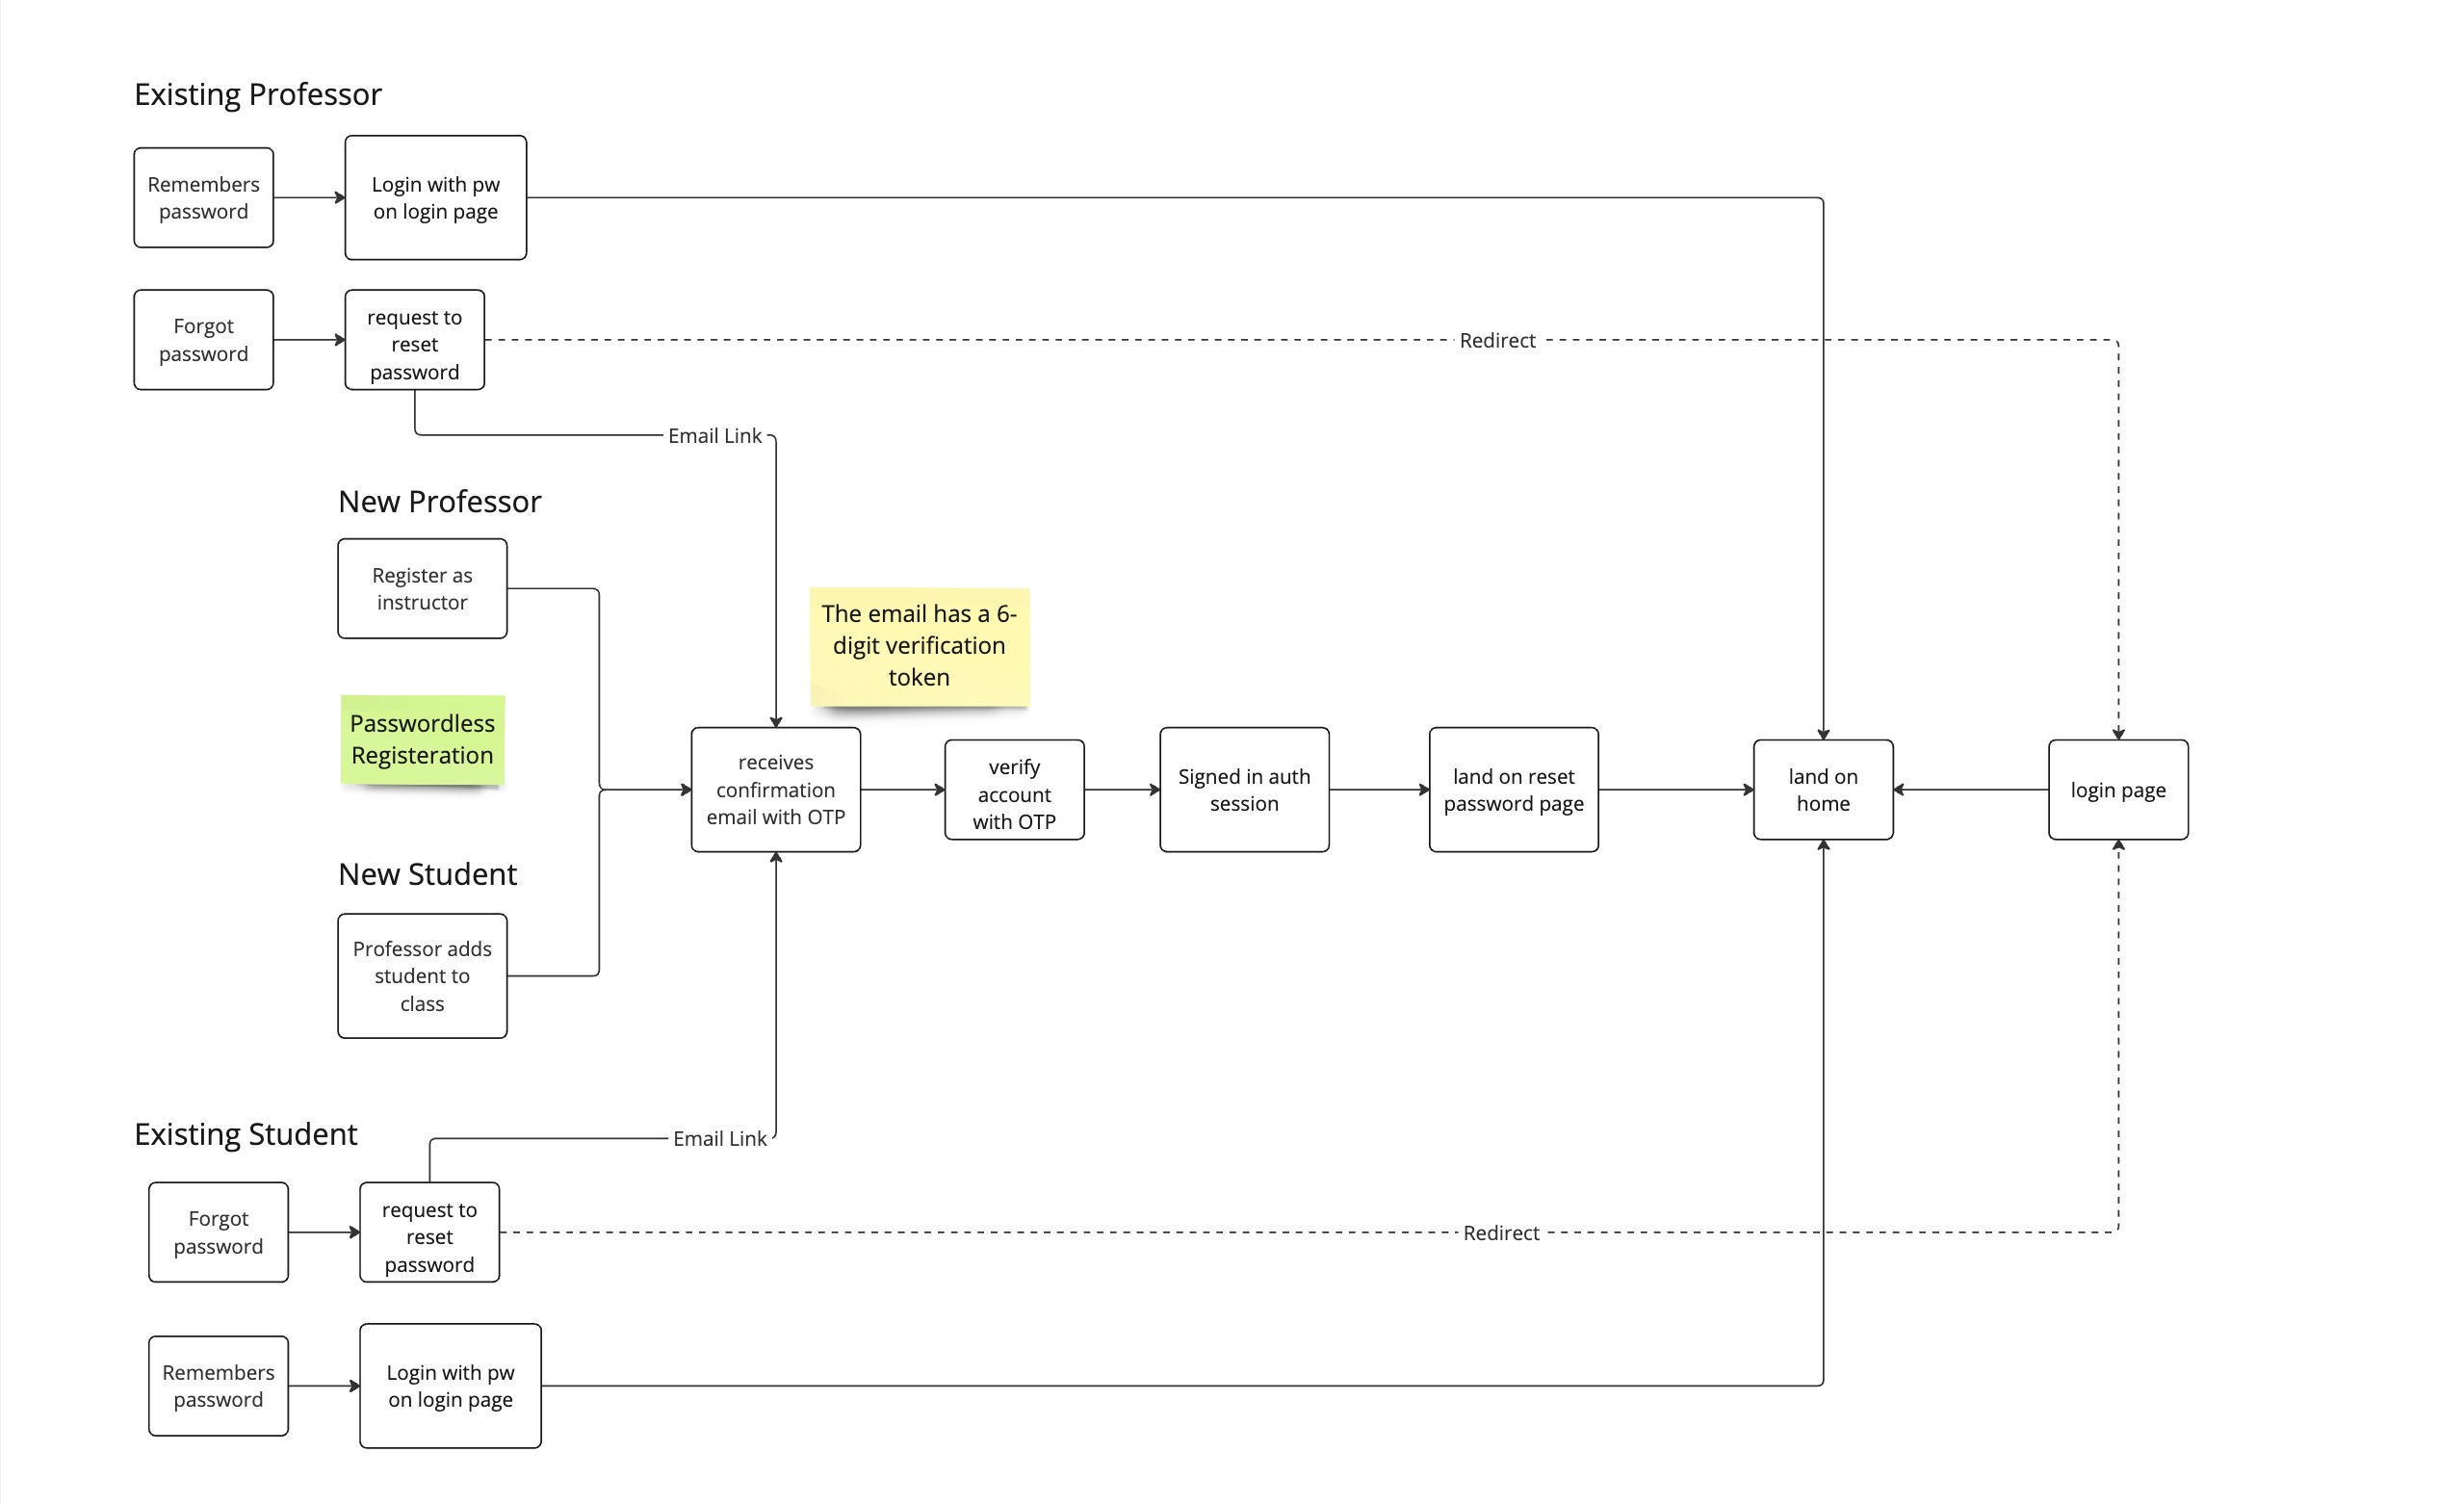 Existing Professor
Remembers
password
Login with pw
on login page
Forgot
password
request to
reset
password
Redirect
Email Link
New Professor
Register as
instructor
The email has a 6-
digit verification
token
Passwordless
Registeration
receives
confirmation
email with OTP
verify
account
with OTP
Signed in auth
session
land on reset
password page
land on
home
login page
New Student
Professor adds
student to
class
Existing Student
Email Link
Forgot
password
request to
reset
password
Redirect
Remembers
password
Login with pw
on login page